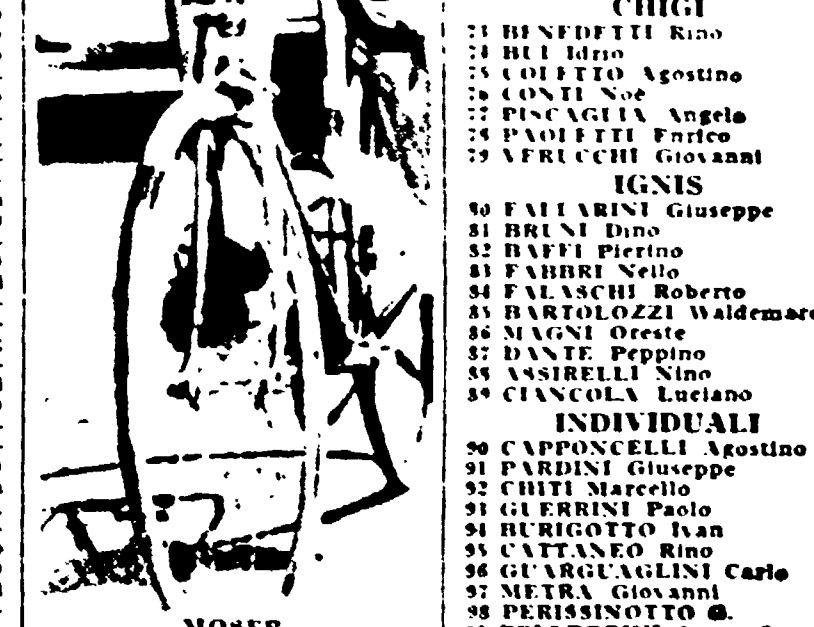 MOSER
CHIGI
73 BENEDETTI Rino
74 BUI Idrio
75 COLETTO Agostino
76 CONTI Noè
77 PISCAGLIA Angelo
78 PAOLETTI Enrico
79 VERUCCHI Giovanni
IGNIS
80 FALLARINI Giuseppe
81 BRUNI Dino
82 BAFFI Pierino
83 FABBRI Nello
84 FALASCHI Roberto
85 BARTOLOZZI Waldemaro
86 MAGNI Oreste
87 DANTE Peppino
88 ASSIRELLI Nino
89 CIANCOLA Luciano
INDIVIDUALI
90 CAPPONCELLI Agostino
91 PARDINI Giuseppe
92 CHITI Marcello
93 GUERRINI Paolo
94 BURIGOTTO Ivan
95 CATTANEO Rino
96 GUARGUAGLINI Carlo
97 METRA Giovanni
98 PERISSINOTTO G.